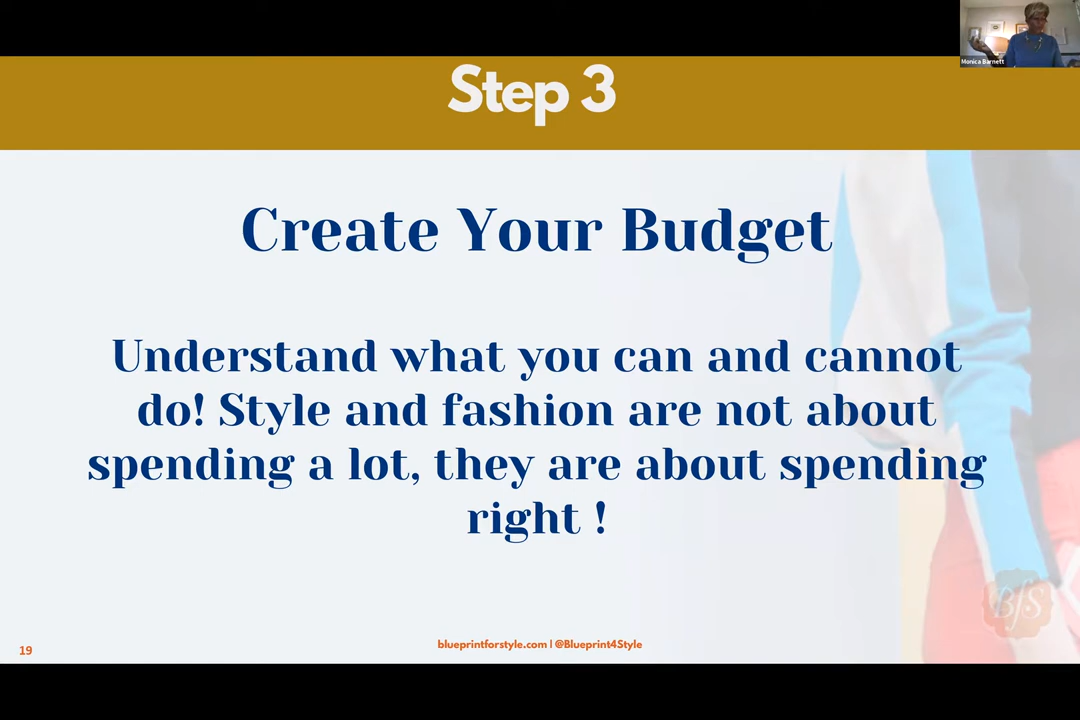 Monica Barnett
Step 3
Create Your Budget
Understand what you can and cannot
do! Style and fashion are not about
spending a lot, they are about spending
right !
BfS
19
blueprintforstyle.com | @Blueprint4Style